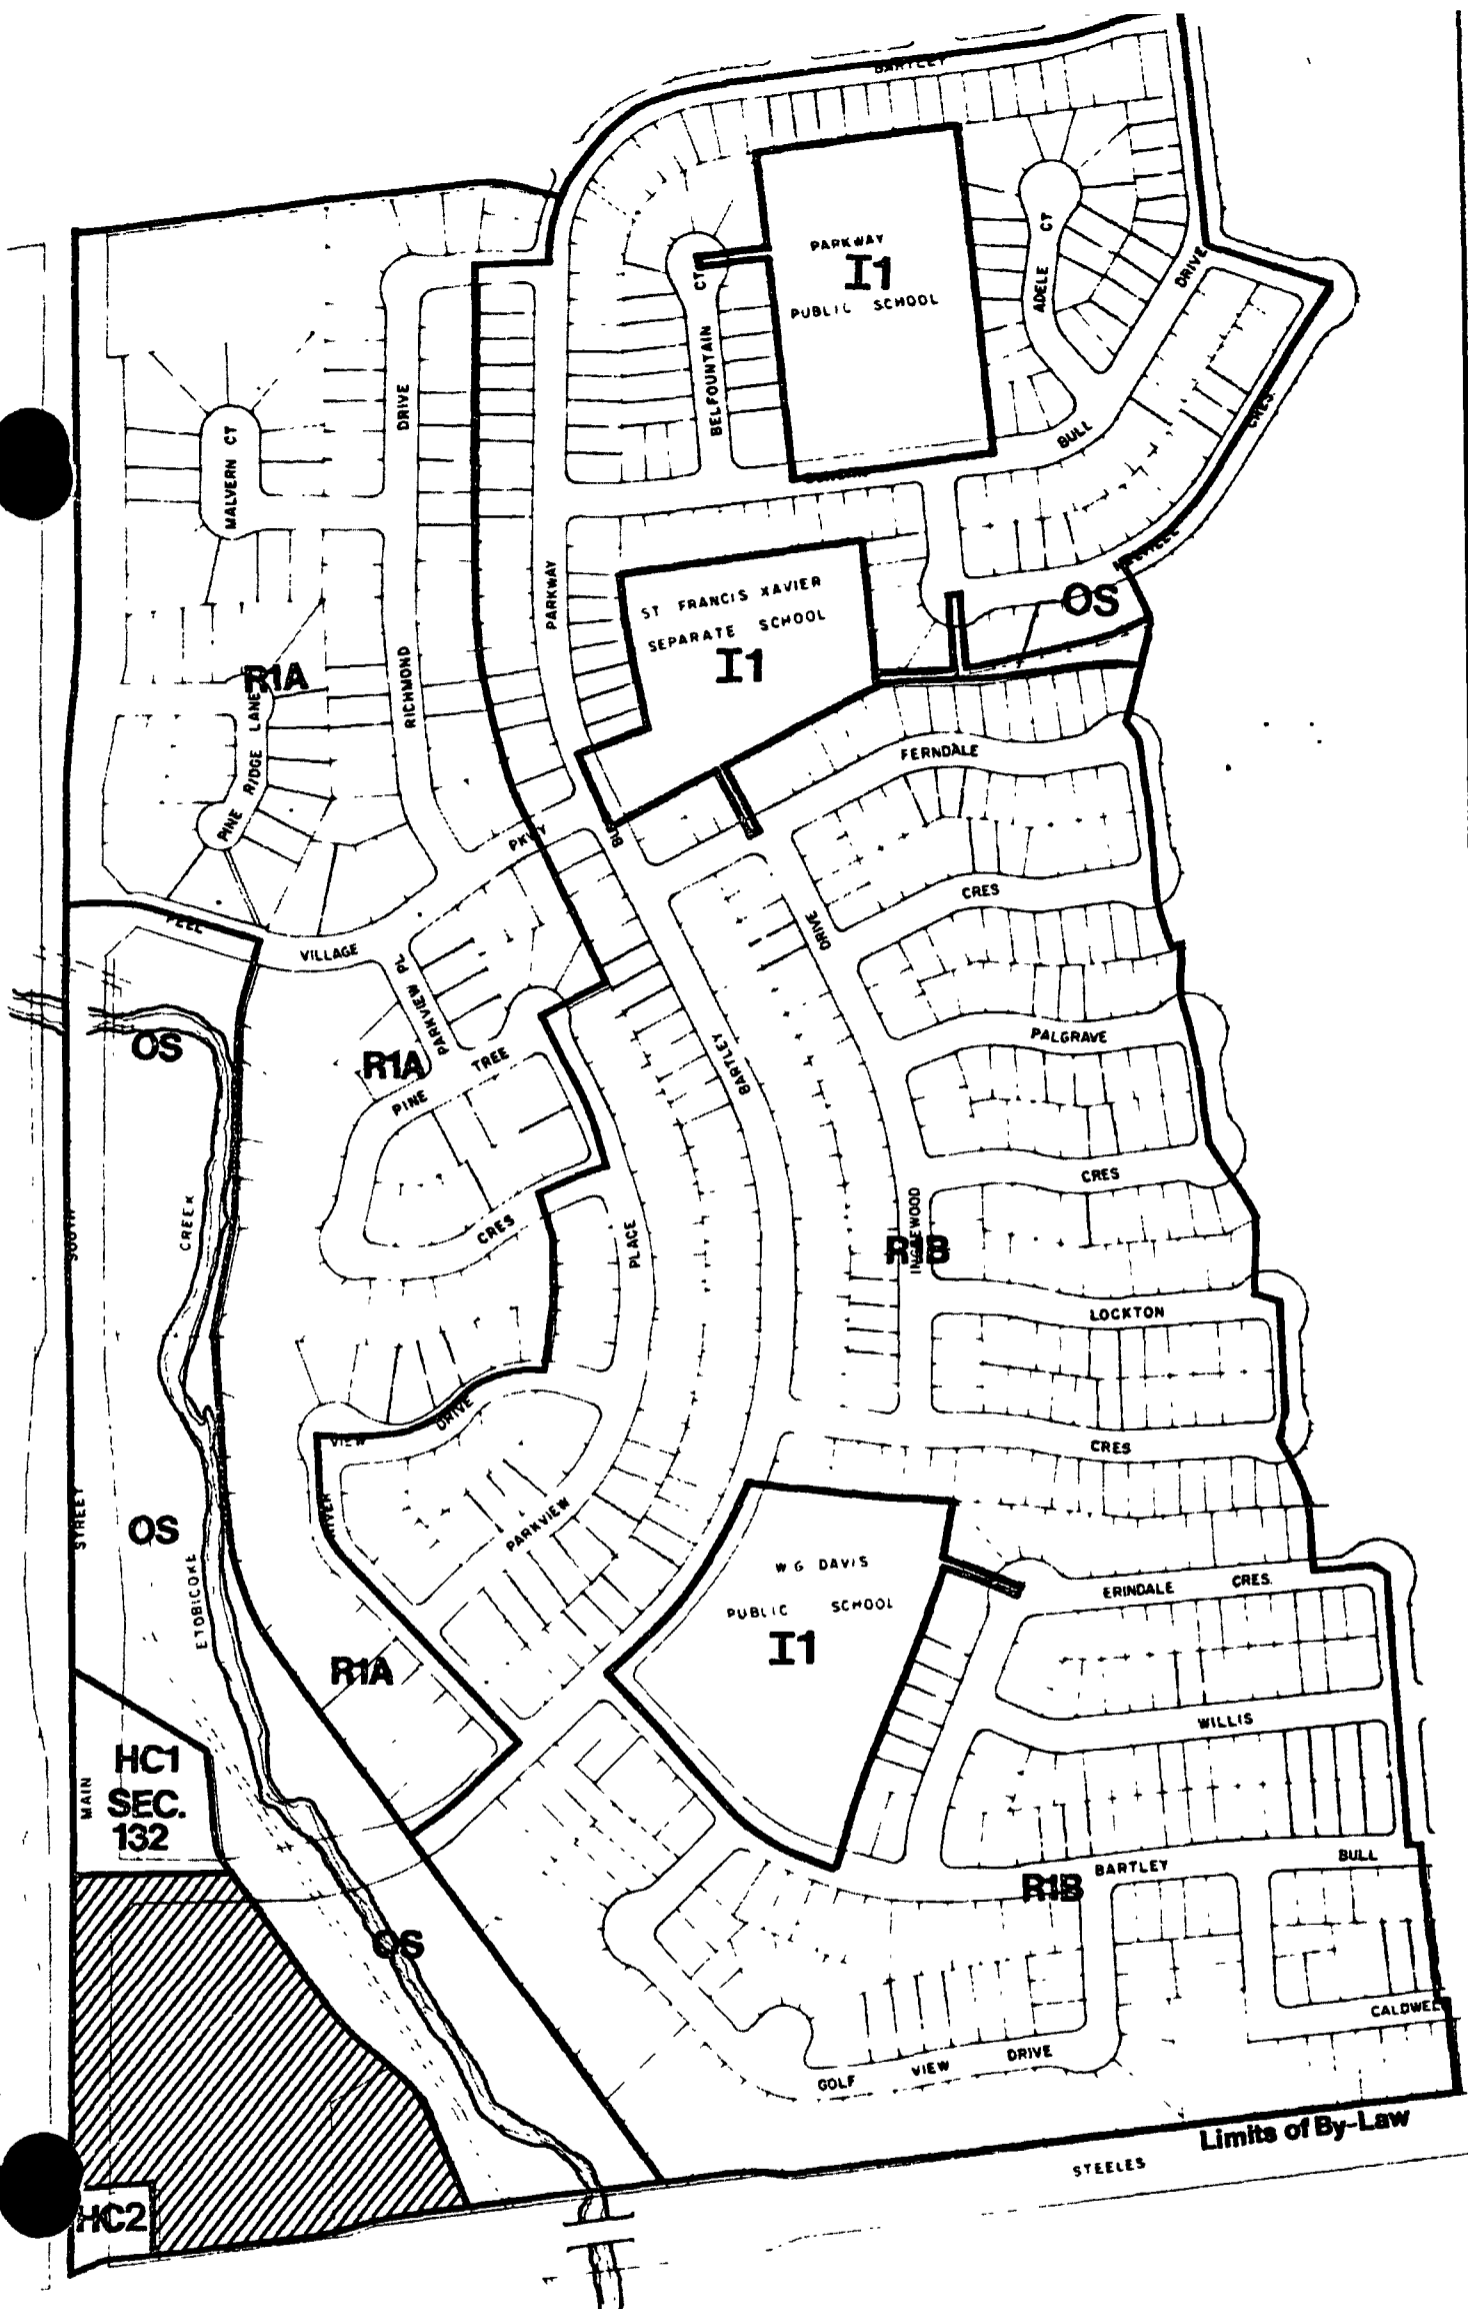 BARTLEY
PARKWAY
I1
PUBLIC SCHOOL
ADELE CT
DRIVE
BELFOUNTAIN CT
DRIVE
MALVERN CT
BULL
CRES.
PARKWAY
ST FRANCIS XAVIER
SEPARATE SCHOOL
I1
OS
R1A
RICHMOND
PINE RIDGE LANE
FERNDALE
PKWY
CRES
DRIVE
PEEL
VILLAGE
PARKVIEW PL
OS
R1A
PINE TREE
BARTLEY
PALGRAVE
CRES
CREEK
CRES
PLACE
SOUTH
INGLEWOOD
R1B
LOCKTON
VIEW DRIVE
CRES
RIVER
STREET
OS
PARKVIEW
W G DAVIS
PUBLIC SCHOOL
I1
ERINDALE CRES.
ETOBICOKE
R1A
WILLIS
HC1
SEC.
132
MAIN
BARTLEY
BULL
R1B
OS
CALDWEL
GOLF VIEW DRIVE
Limits of By-Law
STEELES
HC2